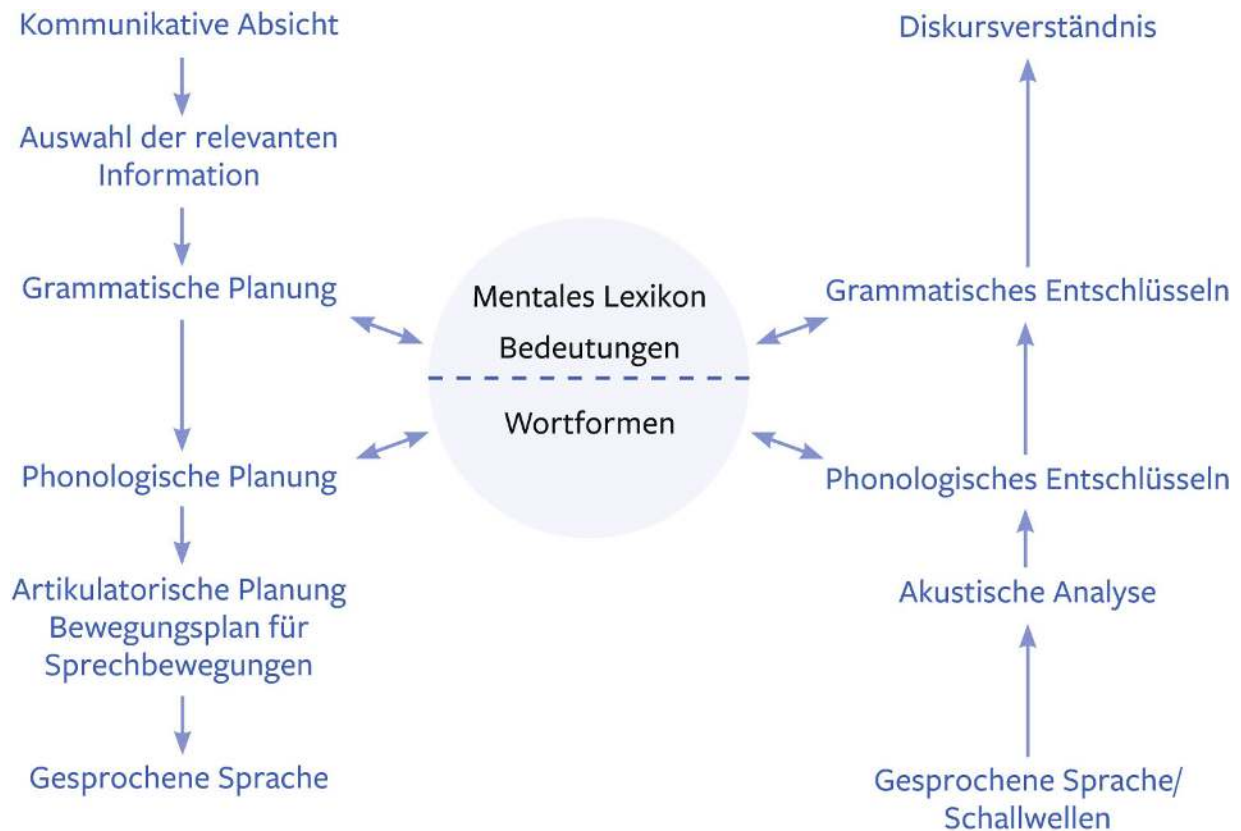 Kommunikative Absicht
Auswahl der relevanten
Information
Grammatische Planung
Phonologische Planung
Artikulatorische Planung
Bewegungsplan für
Sprechbewegungen
Gesprochene Sprache
Mentales Lexikon
Bedeutungen
Wortformen
Diskursverständnis
Grammatisches Entschlüsseln
Phonologisches Entschlüsseln
Akustische Analyse
Gesprochene Sprache/
Schallwellen